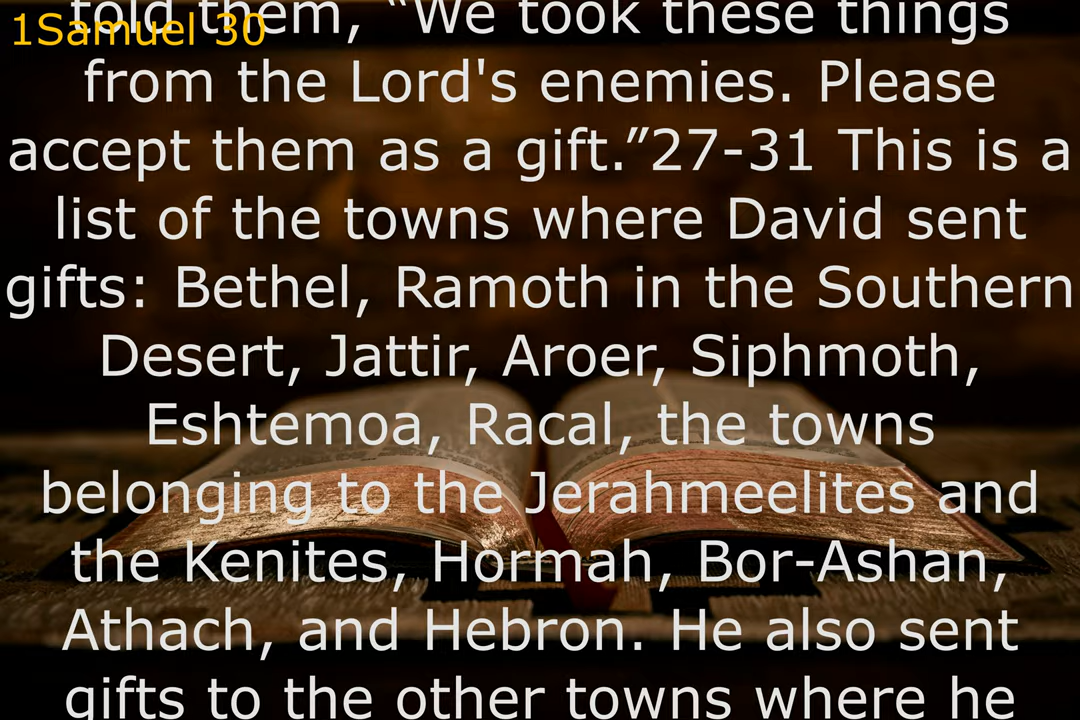 1Samuel 30
told them, “We took these things
from the Lord's enemies. Please
accept them as a gift.”27-31 This is a
list of the towns where David sent
gifts: Bethel, Ramoth in the Southern
Desert, Jattir, Aroer, Siphmoth,
Eshtemoa, Racal, the towns
belonging to the Jerahmeelites and
the Kenites, Hormah, Bor-Ashan,
Athach, and Hebron. He also sent
gifts to the other towns where he